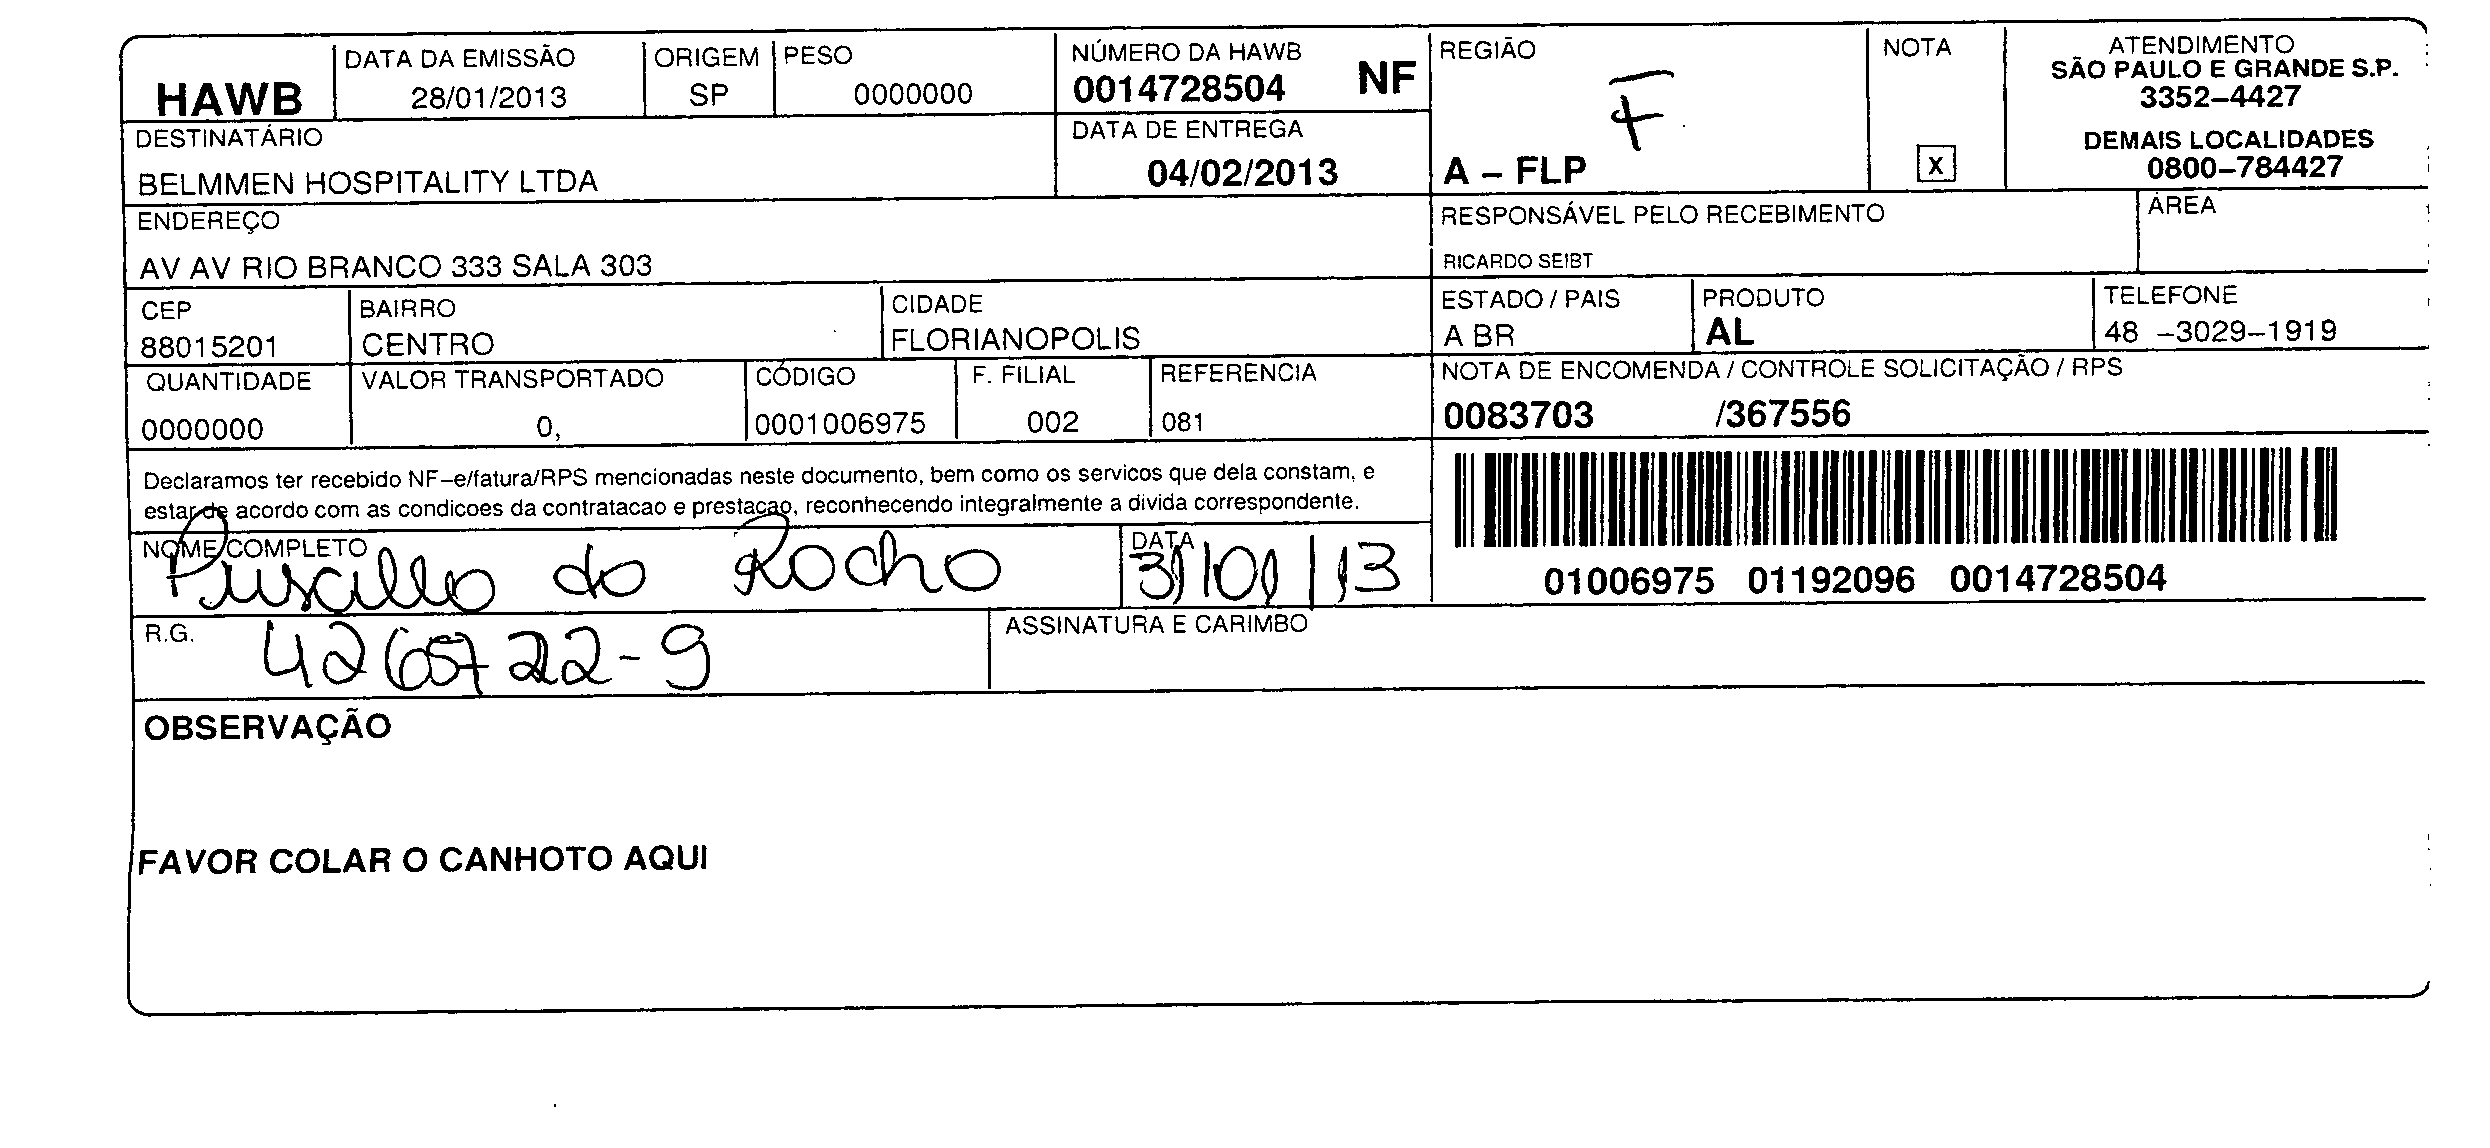 HAWB
DATA DA EMISSÃO
28/01/2013
ORIGEM
SP
PESO
0000000
NÚMERO DA HAWB
0014728504 NF
REGIÃO
F
A – FLP
NOTA
X
ATENDIMENTO
SÃO PAULO E GRANDE S.P.
3352–4427
DEMAIS LOCALIDADES
0800–784427
DESTINATÁRIO
BELMMEN HOSPITALITY LTDA
DATA DE ENTREGA
04/02/2013
ENDEREÇO
AV AV RIO BRANCO 333 SALA 303
RESPONSÁVEL PELO RECEBIMENTO
RICARDO SEIBT
ÁREA
CEP
88015201
BAIRRO
CENTRO
CIDADE
FLORIANOPOLIS
ESTADO / PAIS
A BR
PRODUTO
AL
TELEFONE
48 –3029–1919
QUANTIDADE
0000000
VALOR TRANSPORTADO
0,
CÓDIGO
0001006975
F. FILIAL
002
REFERENCIA
081
NOTA DE ENCOMENDA / CONTROLE SOLICITAÇÃO / RPS
0083703 /367556
Declaramos ter recebido NF–e/fatura/RPS mencionadas neste documento, bem como os servicos que dela constam, e
estar de acordo com as condicoes da contratacao e prestaçao, reconhecendo integralmente a divida correspondente.
NOME COMPLETO
Priscilla da Rocha
DATA
31/01/13
01006975 01192096 0014728504
R.G.
4265722-9
ASSINATURA E CARIMBO
OBSERVAÇÃO
FAVOR COLAR O CANHOTO AQUI